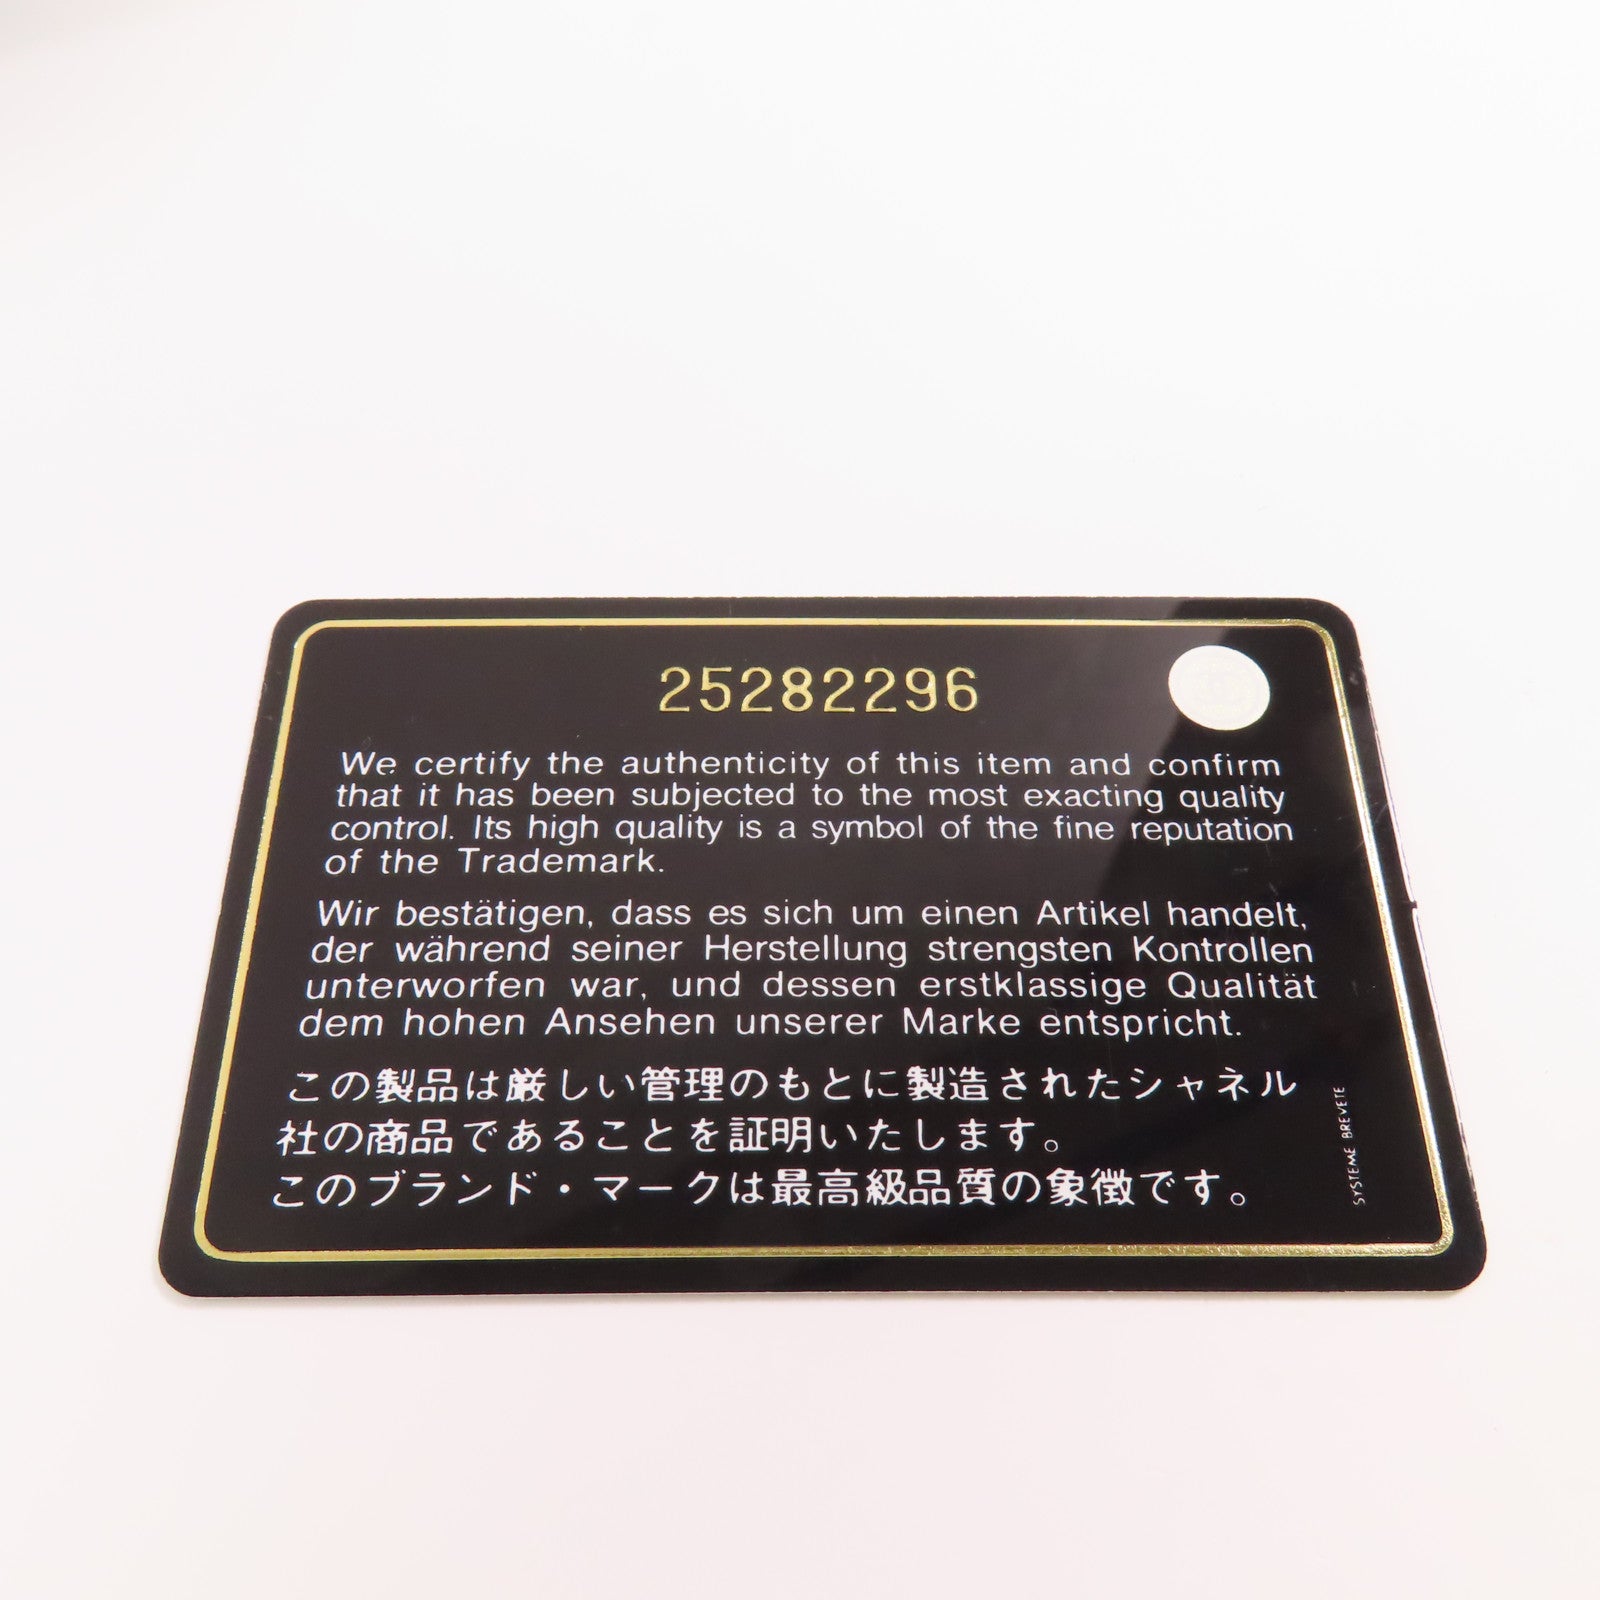 25282296
We certify the authenticity of this item and confirm
that it has been subjected to the most exacting quality
control. Its high quality is a symbol of the fine reputation
of the Trademark.
Wir bestätigen, dass es sich um einen Artikel handelt,
der während seiner Herstellung strengsten Kontrollen
unterworfen war, und dessen erstklassige Qualität
dem hohen Ansehen unserer Marke entspricht.
この製品は厳しい管理のもとに製造されたシャネル
社の商品であることを証明いたします。
このブランド・マークは最高級品質の象徴です。
SYSTEME BREVETE